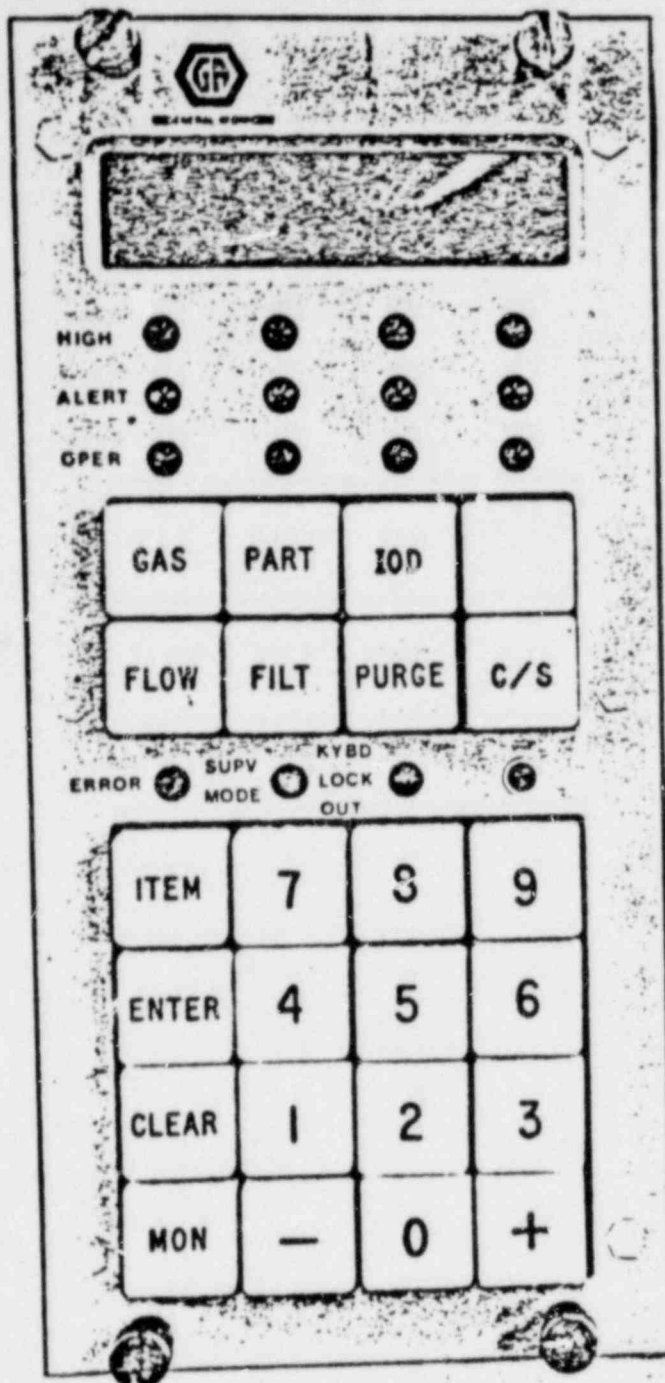 GA
HIGH
ALERT
OPER
GAS PART IOD
FLOW FILT PURGE C/S
ERROR SUPV MODE KYBD LOCK OUT
ITEM 7 8 9
ENTER 4 5 6
CLEAR 1 2 3
MON — 0 +